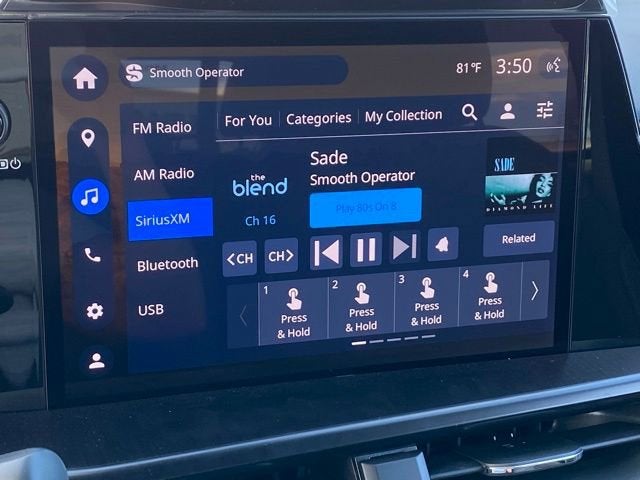 Smooth Operator
81°F
3:50
FM Radio
AM Radio
SiriusXM
Bluetooth
USB
For You
Categories
My Collection
the
blend
Ch 16
Sade
Smooth Operator
Play 80s On 8
SADE
DIAMOND LIFE
Related
<CH
CH>
1
Press
& Hold
2
Press
& Hold
3
Press
& Hold
4
Press
& Hold